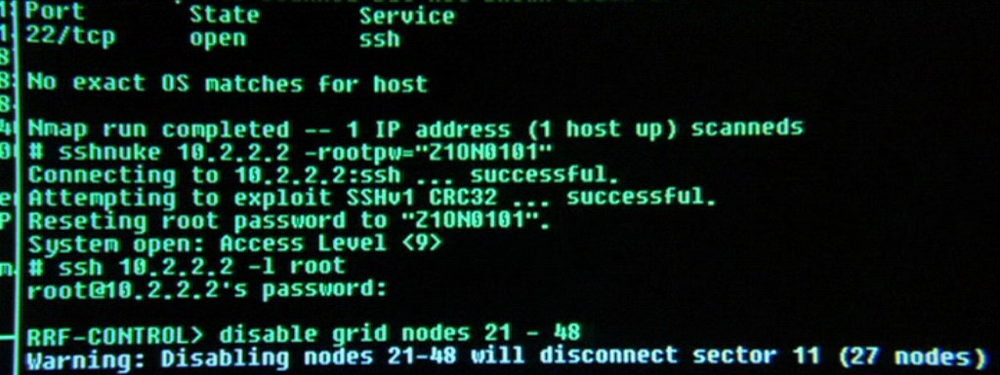 Port State Service
22/tcp open ssh
No exact OS matches for host
Nmap run completed -- 1 IP address (1 host up) scanneds
# sshnuke 10.2.2.2 -rootpw="Z1ON0101"
Connecting to 10.2.2.2:ssh ... successful.
Attempting to exploit SSHv1 CRC32 ... successful.
Reseting root password to "Z1ON0101".
System open: Access Level <9>
# ssh 10.2.2.2 -l root
root@10.2.2.2's password:
RRF-CONTROL> disable grid nodes 21 - 48
Warning: Disabling nodes 21-48 will disconnect sector 11 (27 nodes)